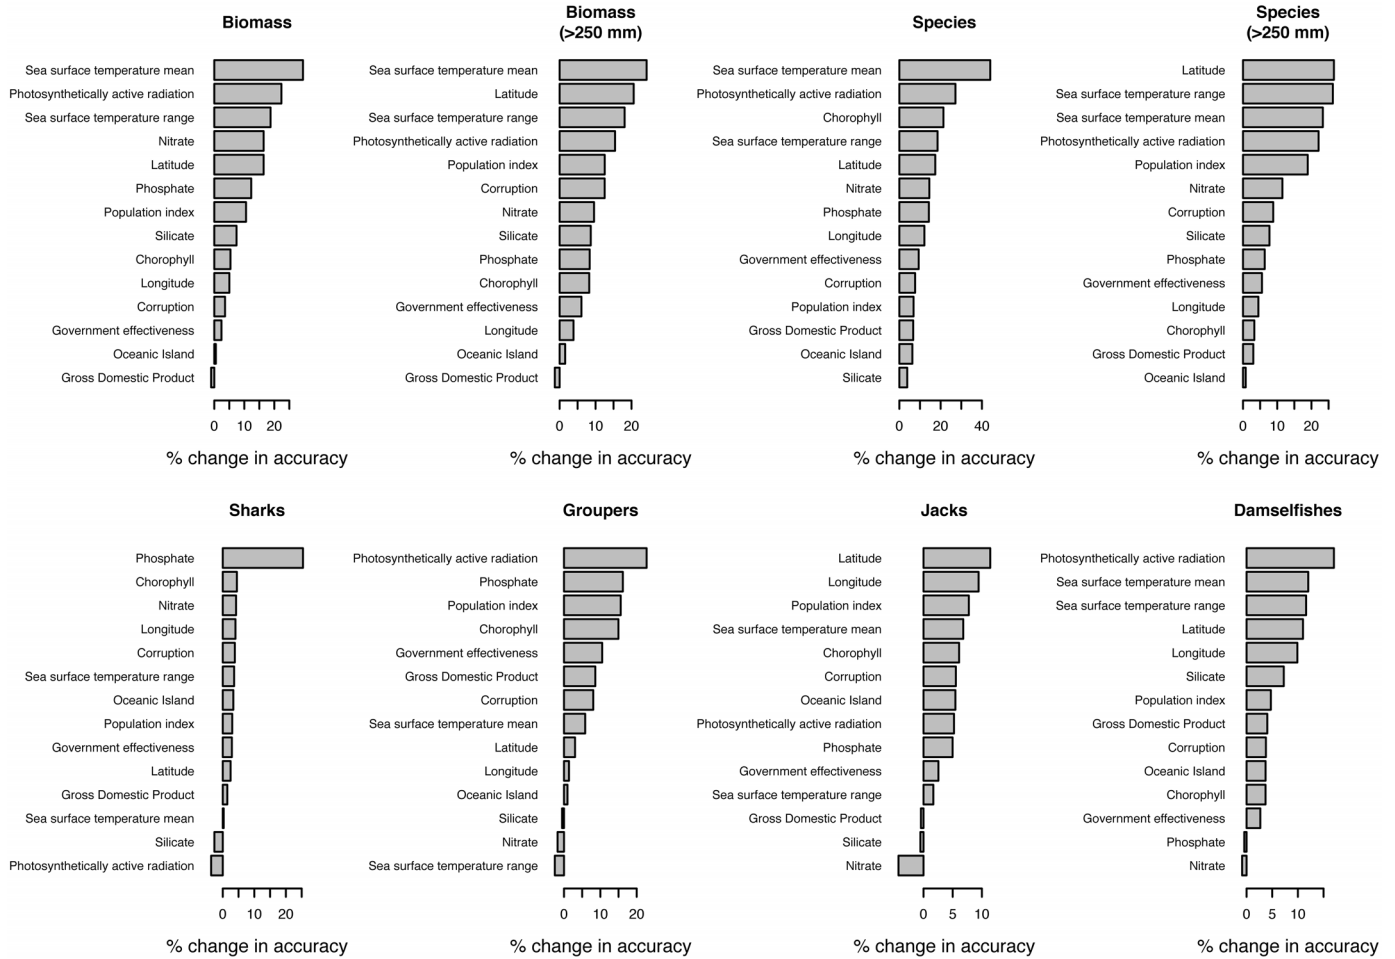 Biomass
Sea surface temperature mean
Photosynthetically active radiation
Sea surface temperature range
Nitrate
Latitude
Phosphate
Population index
Silicate
Chorophyll
Longitude
Corruption
Government effectiveness
Oceanic Island
Gross Domestic Product
0 10 20
% change in accuracy
Biomass
(>250 mm)
Sea surface temperature mean
Latitude
Sea surface temperature range
Photosynthetically active radiation
Population index
Corruption
Nitrate
Silicate
Phosphate
Chorophyll
Government effectiveness
Longitude
Oceanic Island
Gross Domestic Product
0 10 20
% change in accuracy
Species
Sea surface temperature mean
Photosynthetically active radiation
Chorophyll
Sea surface temperature range
Latitude
Nitrate
Phosphate
Longitude
Government effectiveness
Corruption
Population index
Gross Domestic Product
Oceanic Island
Silicate
0 20 40
% change in accuracy
Species
(>250 mm)
Latitude
Sea surface temperature range
Sea surface temperature mean
Photosynthetically active radiation
Population index
Nitrate
Corruption
Silicate
Phosphate
Government effectiveness
Longitude
Chorophyll
Gross Domestic Product
Oceanic Island
0 10 20
% change in accuracy
Sharks
Phosphate
Chorophyll
Nitrate
Longitude
Corruption
Sea surface temperature range
Oceanic Island
Population index
Government effectiveness
Latitude
Gross Domestic Product
Sea surface temperature mean
Silicate
Photosynthetically active radiation
0 10 20
% change in accuracy
Groupers
Photosynthetically active radiation
Phosphate
Population index
Chorophyll
Government effectiveness
Gross Domestic Product
Corruption
Sea surface temperature mean
Latitude
Longitude
Oceanic Island
Silicate
Nitrate
Sea surface temperature range
0 10 20
% change in accuracy
Jacks
Latitude
Longitude
Population index
Sea surface temperature mean
Chorophyll
Corruption
Oceanic Island
Photosynthetically active radiation
Phosphate
Government effectiveness
Sea surface temperature range
Gross Domestic Product
Silicate
Nitrate
0 5 10
% change in accuracy
Damselfishes
Photosynthetically active radiation
Sea surface temperature mean
Sea surface temperature range
Latitude
Longitude
Silicate
Population index
Gross Domestic Product
Corruption
Oceanic Island
Chorophyll
Government effectiveness
Phosphate
Nitrate
0 5 10
% change in accuracy